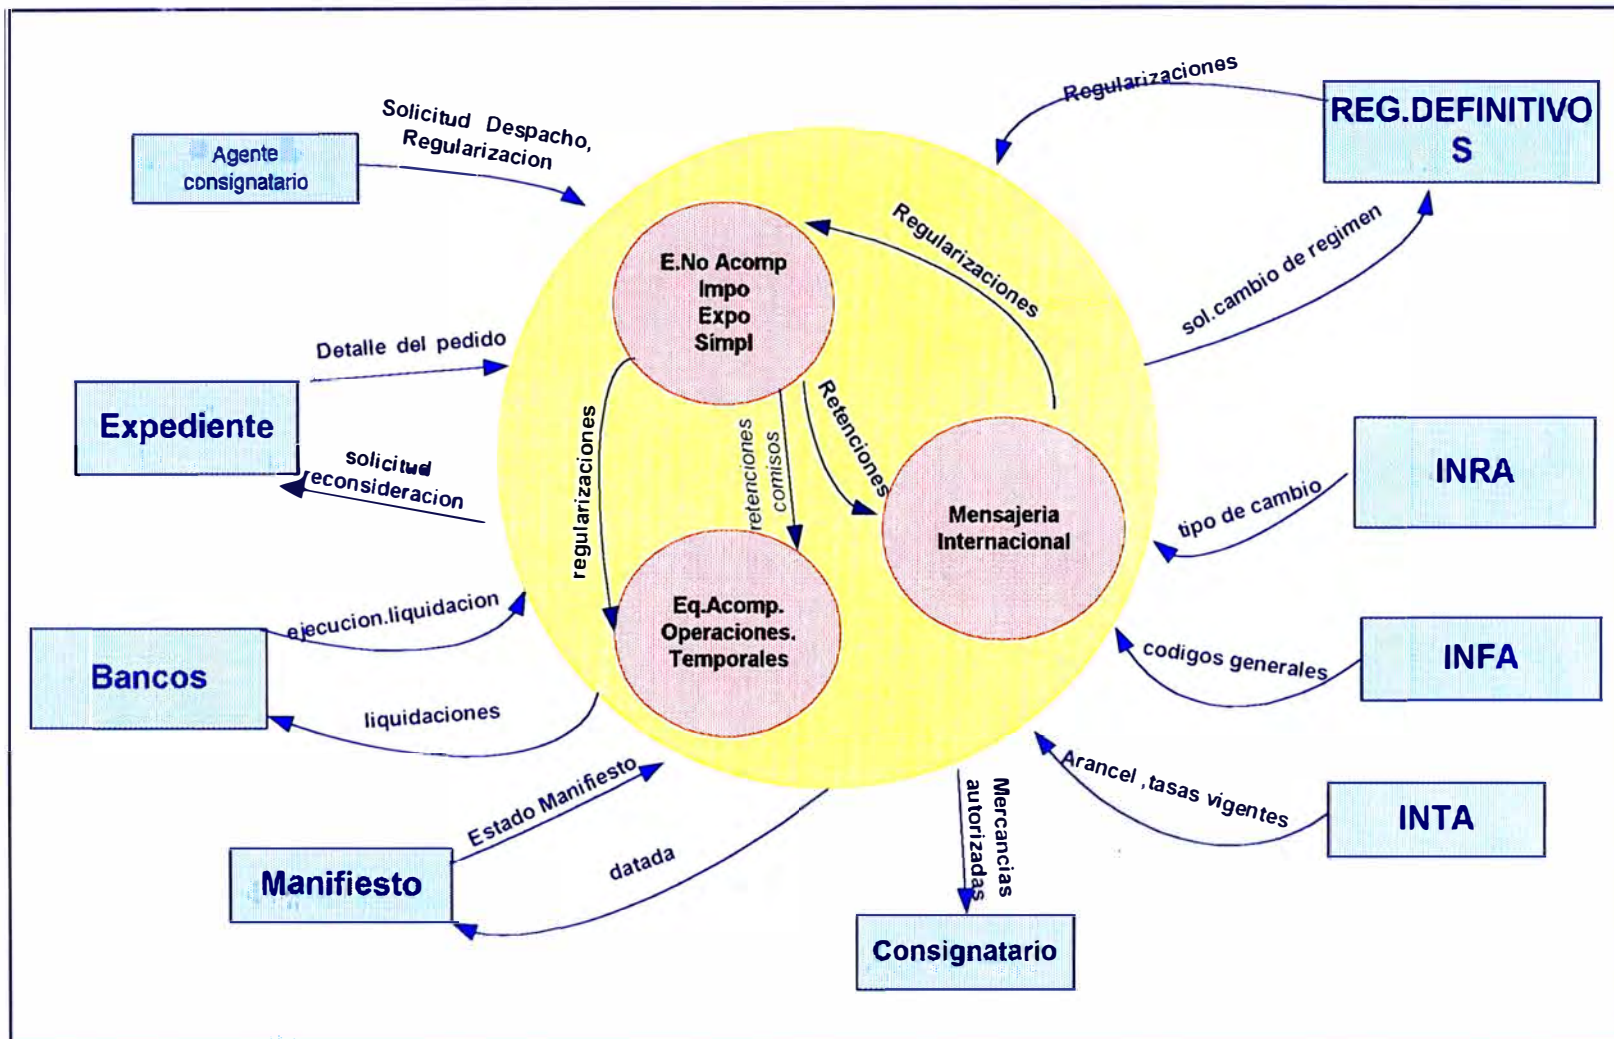 Regularizaciones
REG.DEFINITIVO
S
Solicitud Despacho,
Regularizacion
Agente
consignatario
Regularizaciones
sol.cambio de regimen
E.No Acomp
Impo
Expo
Simpl
Detalle del pedido
Expediente
solicitud
reconsideracion
regularizaciones
retenciones
comisos
Retenciones
Mensajeria
Internacional
INRA
tipo de cambio
ejecucion.liquidacion
Bancos
liquidaciones
Eq.Acomp.
Operaciones.
Temporales
codigos generales
INFA
Estado Manifiesto
Manifiesto
datada
Mercancias
autorizadas
Arancel ,tasas vigentes
INTA
Consignatario